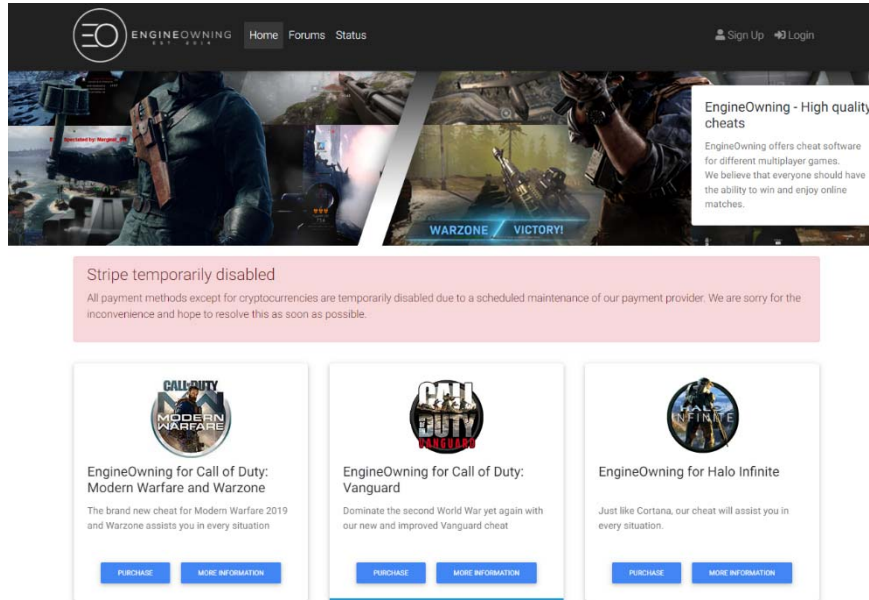 EO ENGINEOWNING
EST. 2014
Home Forums Status
Sign Up Login
EngineOwning - High quality
cheats
EngineOwning offers cheat software
for different multiplayer games.
We believe that everyone should have
the ability to win and enjoy online
matches.
WARZONE VICTORY!
Stripe temporarily disabled
All payment methods except for cryptocurrencies are temporarily disabled due to a scheduled maintenance of our payment provider. We are sorry for the
inconvenience and hope to resolve this as soon as possible.
CALL OF DUTY
MODERN
WARFARE
EngineOwning for Call of Duty:
Modern Warfare and Warzone
The brand new cheat for Modern Warfare 2019
and Warzone assists you in every situation
PURCHASE MORE INFORMATION
CALL OF
DUTY
VANGUARD
EngineOwning for Call of Duty:
Vanguard
Dominate the second World War yet again with
our new and improved Vanguard cheat
PURCHASE MORE INFORMATION
HALO
INFINITE
EngineOwning for Halo Infinite
Just like Cortana, our cheat will assist you in
every situation.
PURCHASE MORE INFORMATION